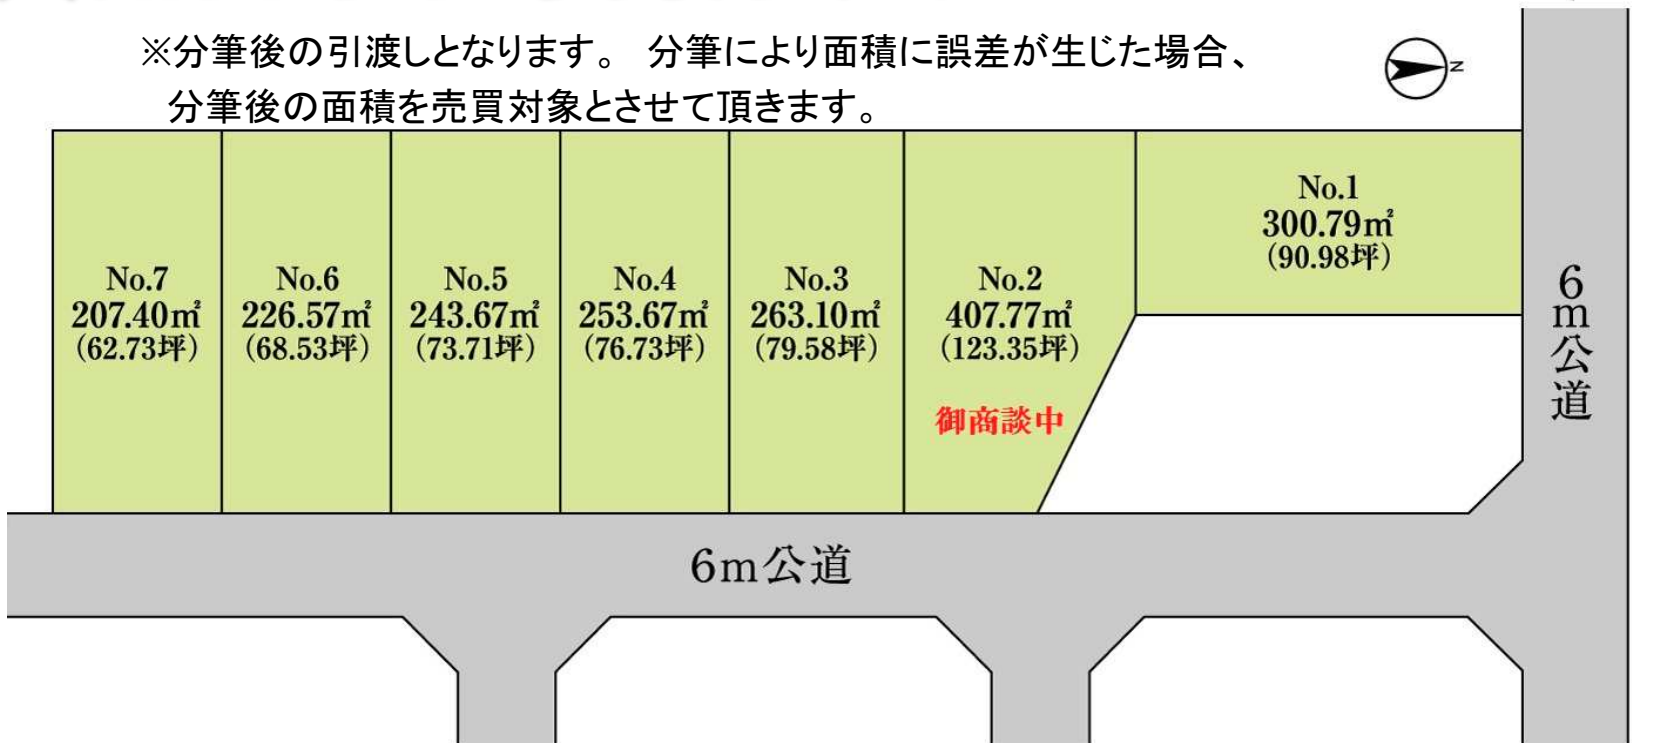 ※分筆後の引渡しとなります。 分筆により面積に誤差が生じた場合、
分筆後の面積を売買対象とさせて頂きます。
N
No.1
300.79㎡
(90.98坪)
No.7
207.40㎡
(62.73坪)
No.6
226.57㎡
(68.53坪)
No.5
243.67㎡
(73.71坪)
No.4
253.67㎡
(76.73坪)
No.3
263.10㎡
(79.58坪)
No.2
407.77㎡
(123.35坪)
御商談中
6m公道
6m公道